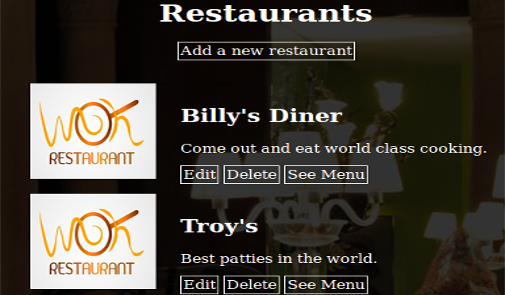 Restaurants
Add a new restaurant
WOK
RESTAURANT
Billy's Diner
Come out and eat world class cooking.
Edit Delete See Menu
WOK
RESTAURANT
Troy's
Best patties in the world.
Edit Delete See Menu